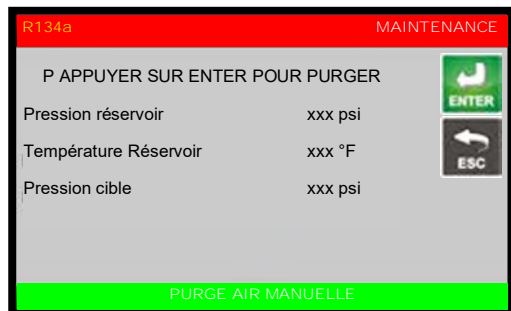 R134a MAINTENANCE
P APPUYER SUR ENTER POUR PURGER
ENTER
Pression réservoir xxx psi
Température Réservoir xxx °F
ESC
Pression cible xxx psi
PURGE AIR MANUELLE